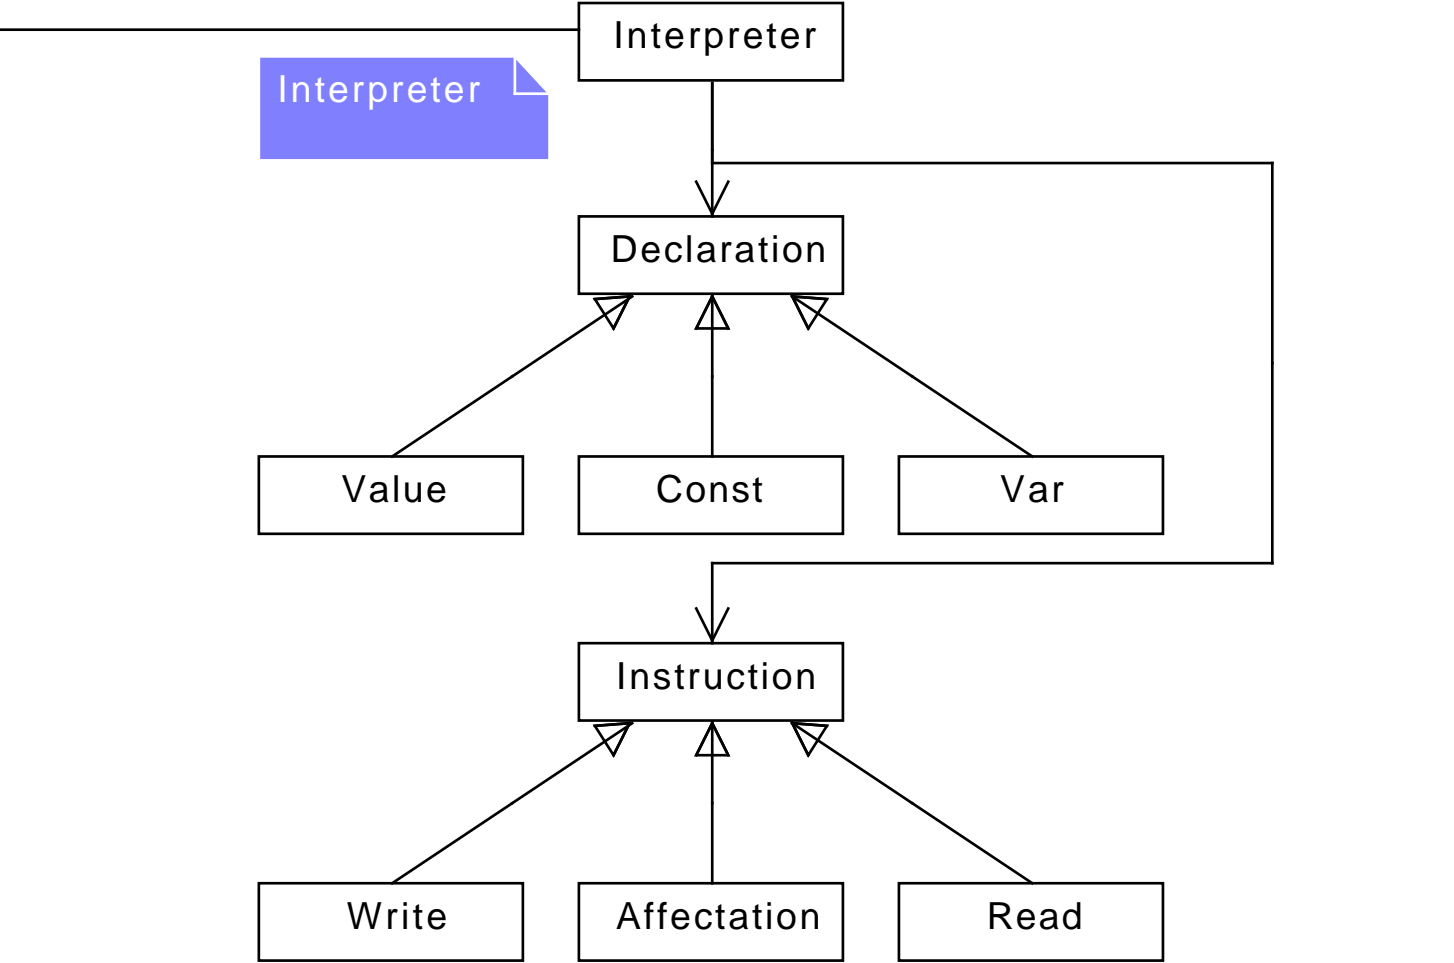 Interpreter
Interpreter
Declaration
Value
Const
Var
Instruction
Write
Affectation
Read